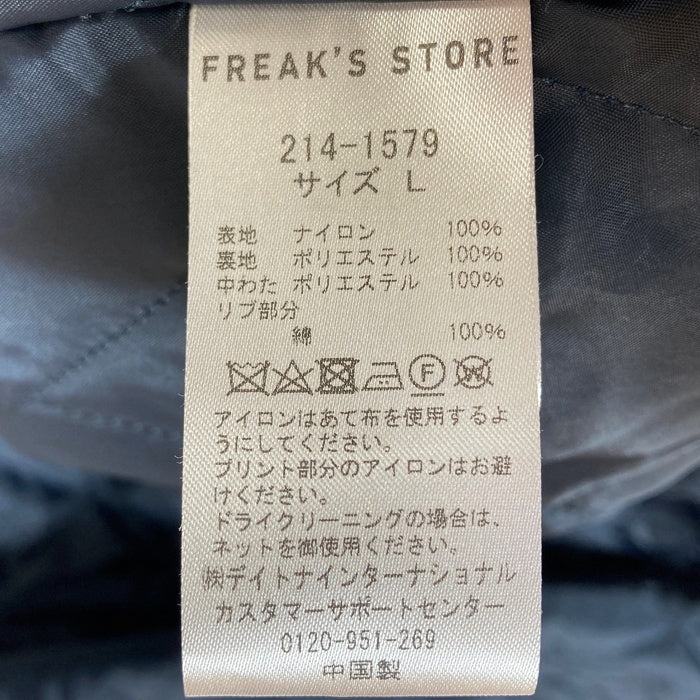 FREAK'S STORE
214-1579
サイズ L
表地 ナイロン 100%
裏地 ポリエステル 100%
中わた ポリエステル 100%
リブ部分
綿 100%
F W
アイロンはあて布を使用するよ
うにしてください。
プリント部分のアイロンはお避
けください。
ドライクリーニングの場合は、
ネットを御使用ください。
㈱デイトナインターナショナル
カスタマーサポートセンター
0120-951-269
中国製